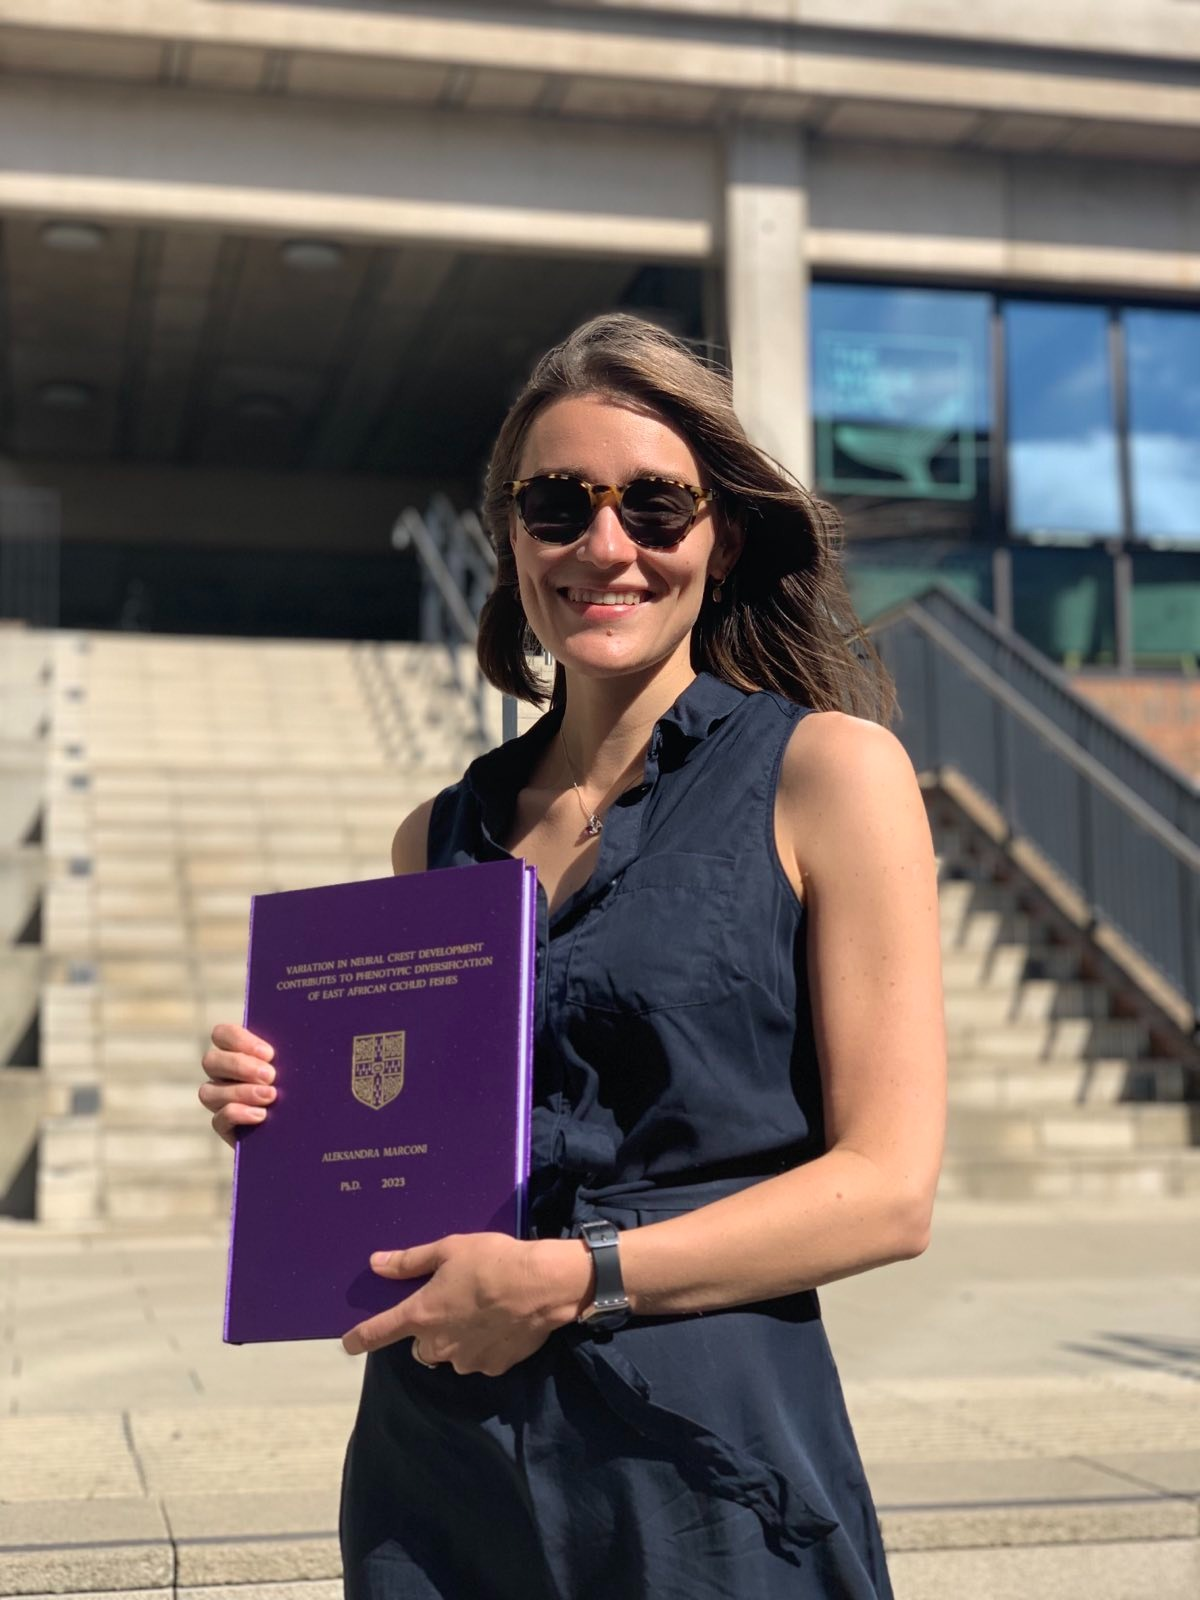 VARIATION IN NEURAL CREST DEVELOPMENT
CONTRIBUTES TO PHENOTYPIC DIVERSIFICATION
OF EAST AFRICAN CICHLID FISHES
ALEKSANDRA MARCONI
Ph.D. 2023